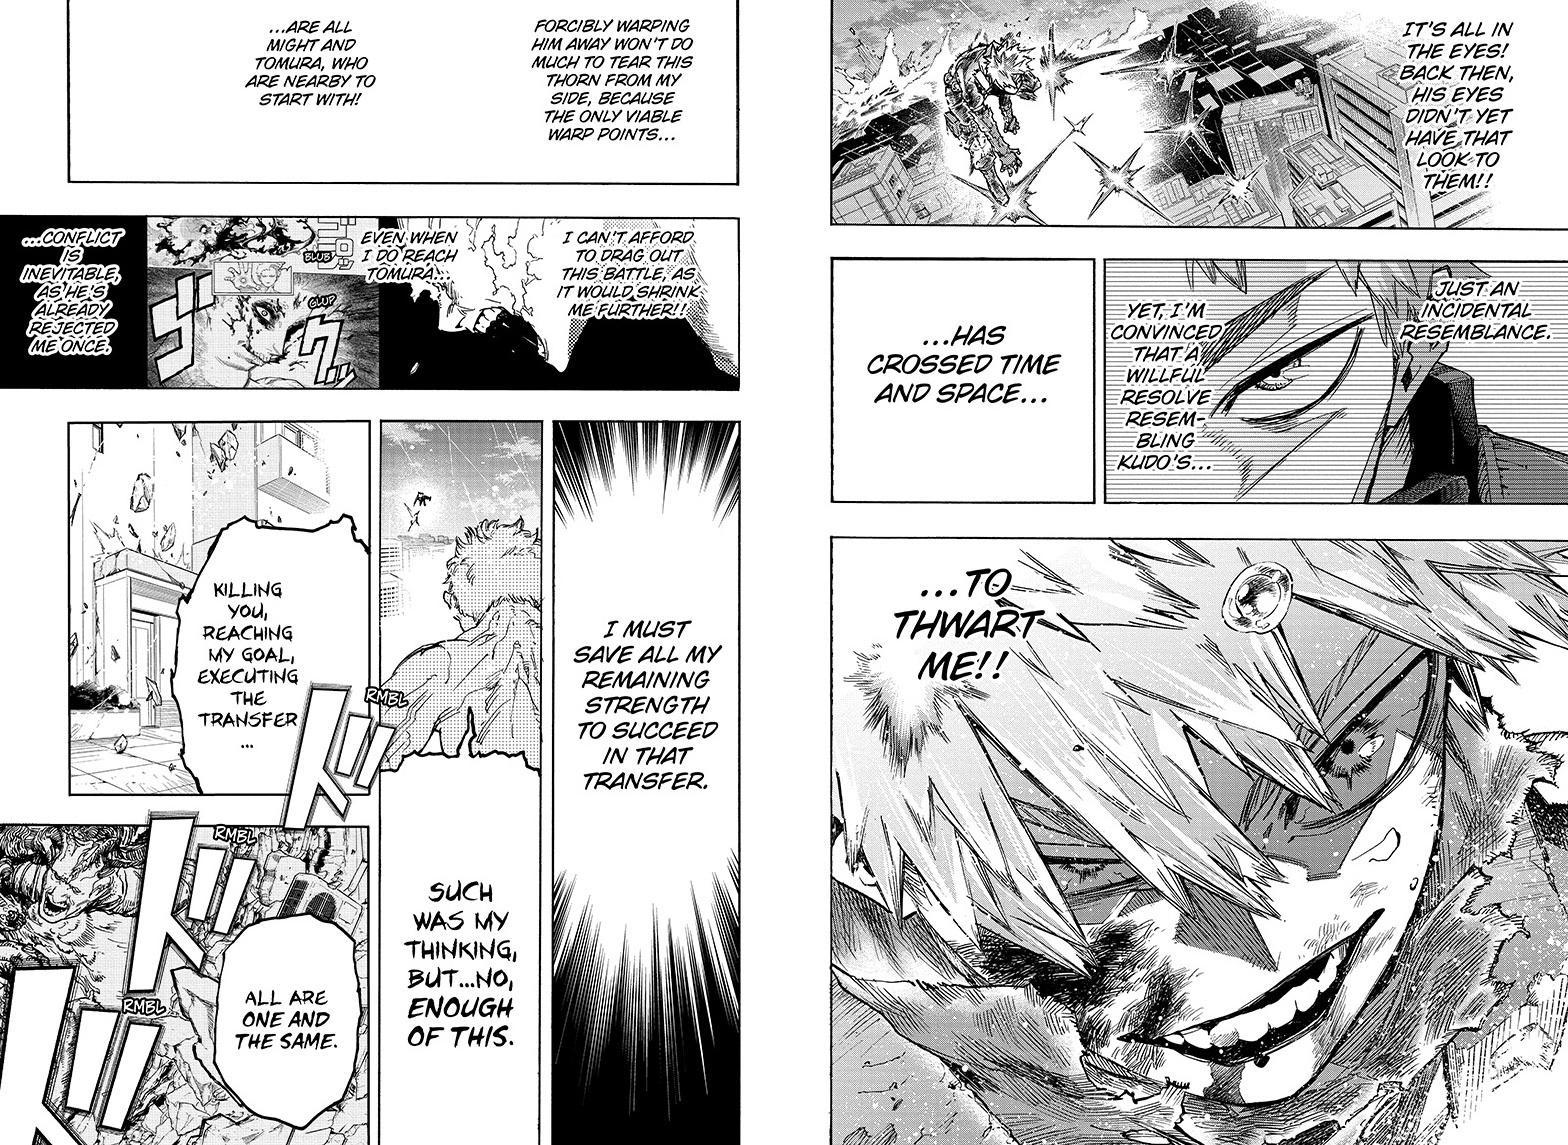 IT'S ALL IN
THE EYES!
BACK THEN,
HIS EYES
DIDN'T YET
HAVE THAT
LOOK TO
THEM!!
JUST AN
INCIDENTAL
RESEMBLANCE.
YET, I'M
CONVINCED
THAT A
WILLFUL
RESOLVE
RESEM-
BLING
KUDO'S...
...HAS
CROSSED TIME
AND SPACE...
...TO
THWART
ME!!
FORCIBLY WARPING
HIM AWAY WON'T DO
MUCH TO TEAR THIS
THORN FROM MY
SIDE, BECAUSE
THE ONLY VIABLE
WARP POINTS...
...ARE ALL
MIGHT AND
TOMURA, WHO
ARE NEARBY TO
START WITH!
I CAN'T AFFORD
TO DRAG OUT
THIS BATTLE, AS
IT WOULD SHRINK
ME FURTHER!!
EVEN WHEN
I DO REACH
TOMURA...
BLUB
GLUP
ゴ
クッ
...CONFLICT
IS
INEVITABLE,
AS HE'S
ALREADY
REJECTED
ME ONCE.
I MUST
SAVE ALL MY
REMAINING
STRENGTH
TO SUCCEED
IN THAT
TRANSFER.
SUCH
WAS MY
THINKING,
BUT...NO,
ENOUGH
OF THIS.
KILLING
YOU,
REACHING
MY GOAL,
EXECUTING
THE
TRANSFER
...
RMBL
ド
RMBL
ド
RMBL
ド
ALL ARE
ONE AND
THE SAME.